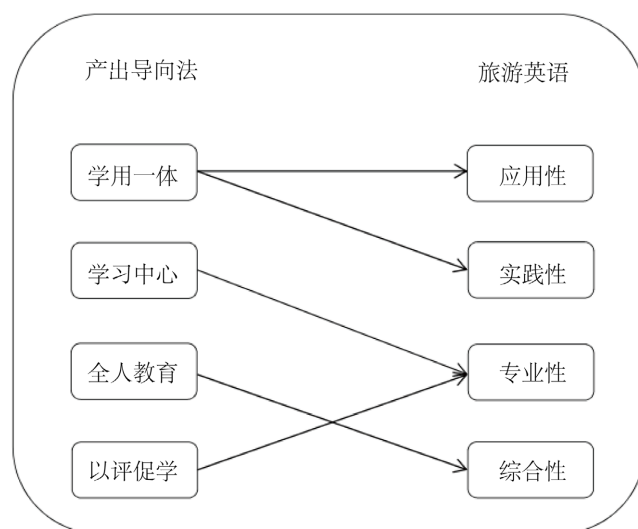 产出导向法
旅游英语
学用一体
应用性
学习中心
实践性
全人教育
专业性
以评促学
综合性